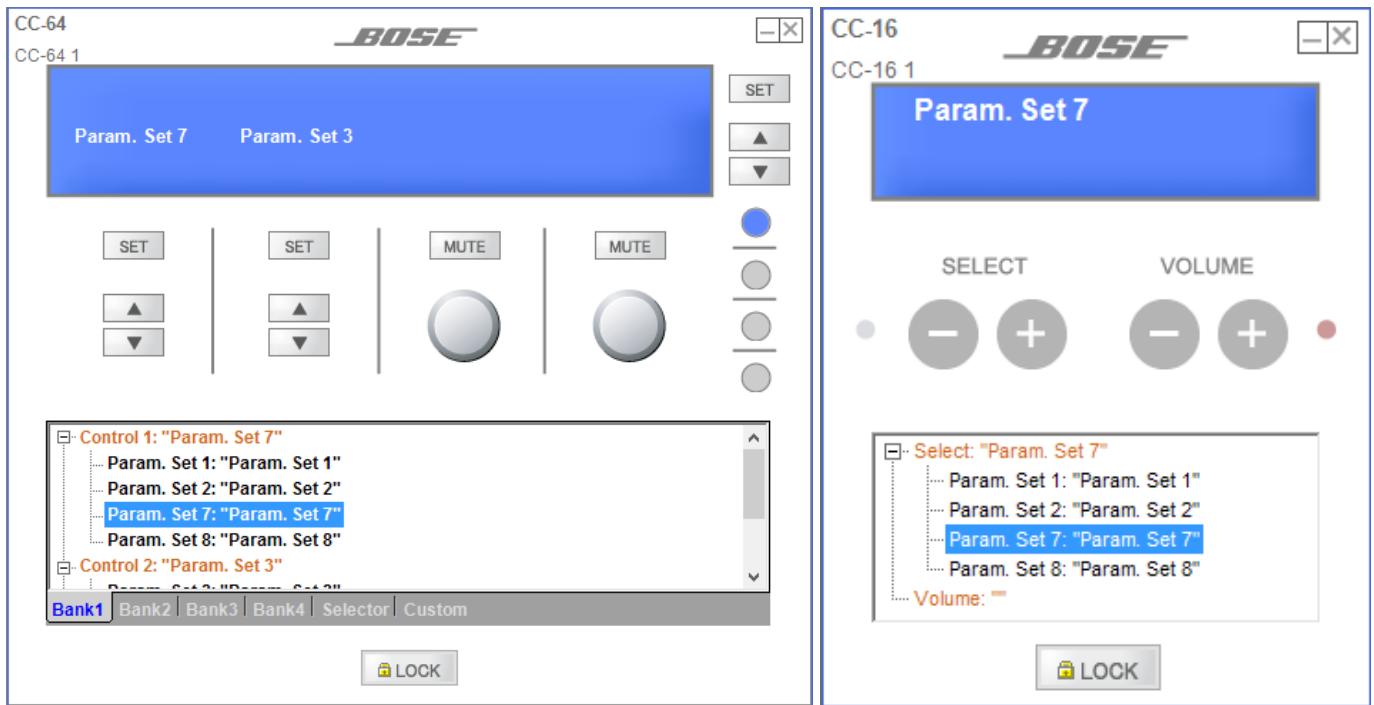 CC-64
BOSE
CC-64 1
SET
Param. Set 7 Param. Set 3
SET SET MUTE MUTE
Control 1: "Param. Set 7"
Param. Set 1: "Param. Set 1"
Param. Set 2: "Param. Set 2"
Param. Set 7: "Param. Set 7"
Param. Set 8: "Param. Set 8"
Control 2: "Param. Set 3"
Bank1 Bank2 Bank3 Bank4 Selector Custom
LOCK
CC-16
BOSE
CC-16 1
Param. Set 7
SELECT VOLUME
Select: "Param. Set 7"
Param. Set 1: "Param. Set 1"
Param. Set 2: "Param. Set 2"
Param. Set 7: "Param. Set 7"
Param. Set 8: "Param. Set 8"
Volume: ""
LOCK